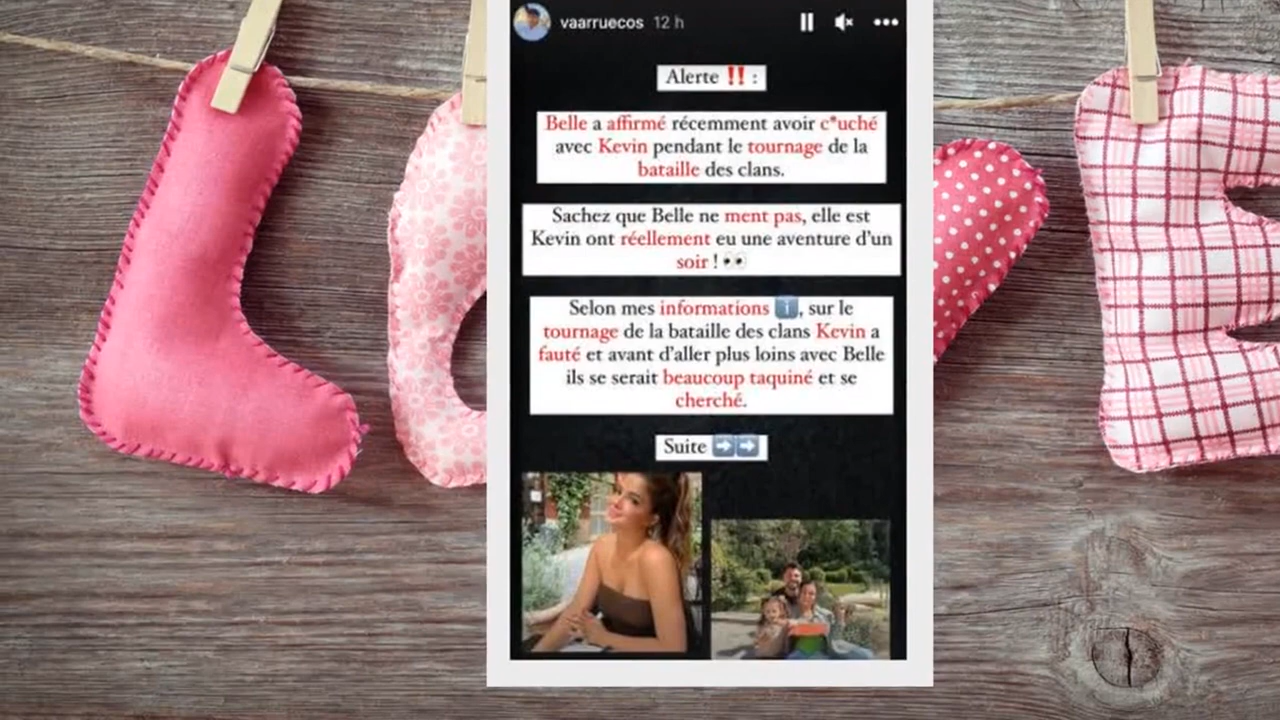 vaarruecos 12 h
Alerte ‼️ :
Belle a affirmé récemment avoir c*uché
avec Kevin pendant le tournage de la
bataille des clans.
Sachez que Belle ne ment pas, elle est
Kevin ont réellement eu une aventure d'un
soir ! 👀
Selon mes informations ℹ️, sur le
tournage de la bataille des clans Kevin a
fauté et avant d'aller plus loins avec Belle
ils se serait beaucoup taquiné et se
cherché.
Suite ➡️➡️
L
E